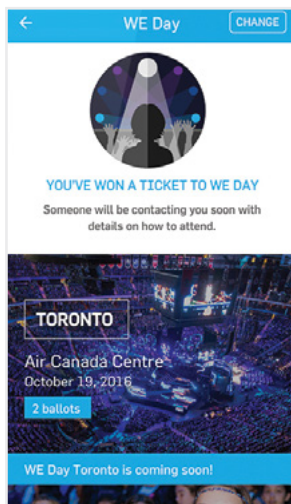 WE Day
CHANGE
YOU'VE WON A TICKET TO WE DAY
Someone will be contacting you soon with
details on how to attend.
TORONTO
Air Canada Centre
October 19, 2016
2 ballots
WE Day Toronto is coming soon!